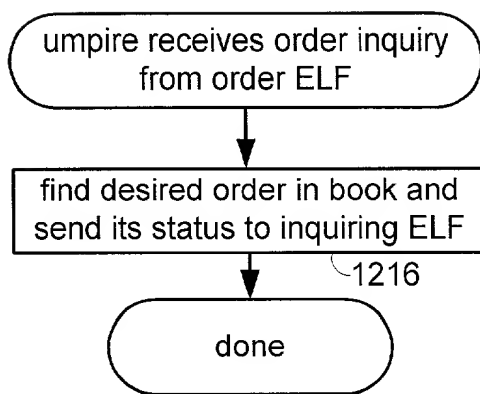 umpire receives order inquiry
from order ELF
find desired order in book and
send its status to inquiring ELF
1216
done